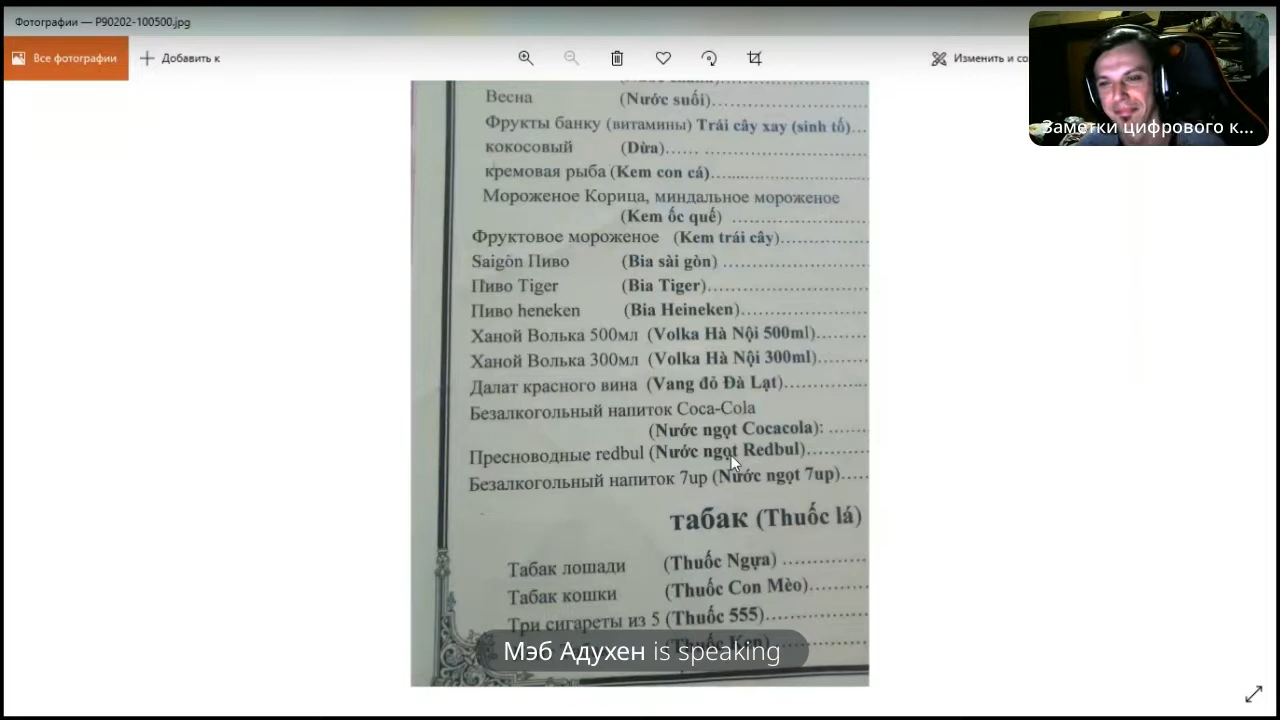 Фотографии — P90202-100500.jpg
Все фотографии
Добавить к
Изменить и со
Заметки цифрового к...
Весна (Nước suối)
Фрукты банку (витамины) Trái cây xay (sinh tố)
кокосовый (Dừa)
кремовая рыба (Kem con cá)
Мороженое Корица, миндальное мороженое
(Kem ốc quế)
Фруктовое мороженое (Kem trái cây)
Saigòn Пиво (Bia sài gòn)
Пиво Tiger (Bia Tiger)
Пиво heneken (Bia Heineken)
Ханой Волька 500мл (Volka Hà Nội 500ml)
Ханой Волька 300мл (Volka Hà Nội 300ml)
Далат красного вина (Vang đỏ Đà Lạt)
Безалкогольный напиток Coca-Cola
(Nước ngọt Cocacola):
Пресноводные redbul (Nước ngọt Redbul)
Безалкогольный напиток 7up (Nước ngọt 7up)
табак (Thuốc lá)
Табак лошади (Thuốc Ngựa)
Табак кошки (Thuốc Con Mèo)
Три сигареты из 5 (Thuốc 555)
Мэб Адухен is speaking